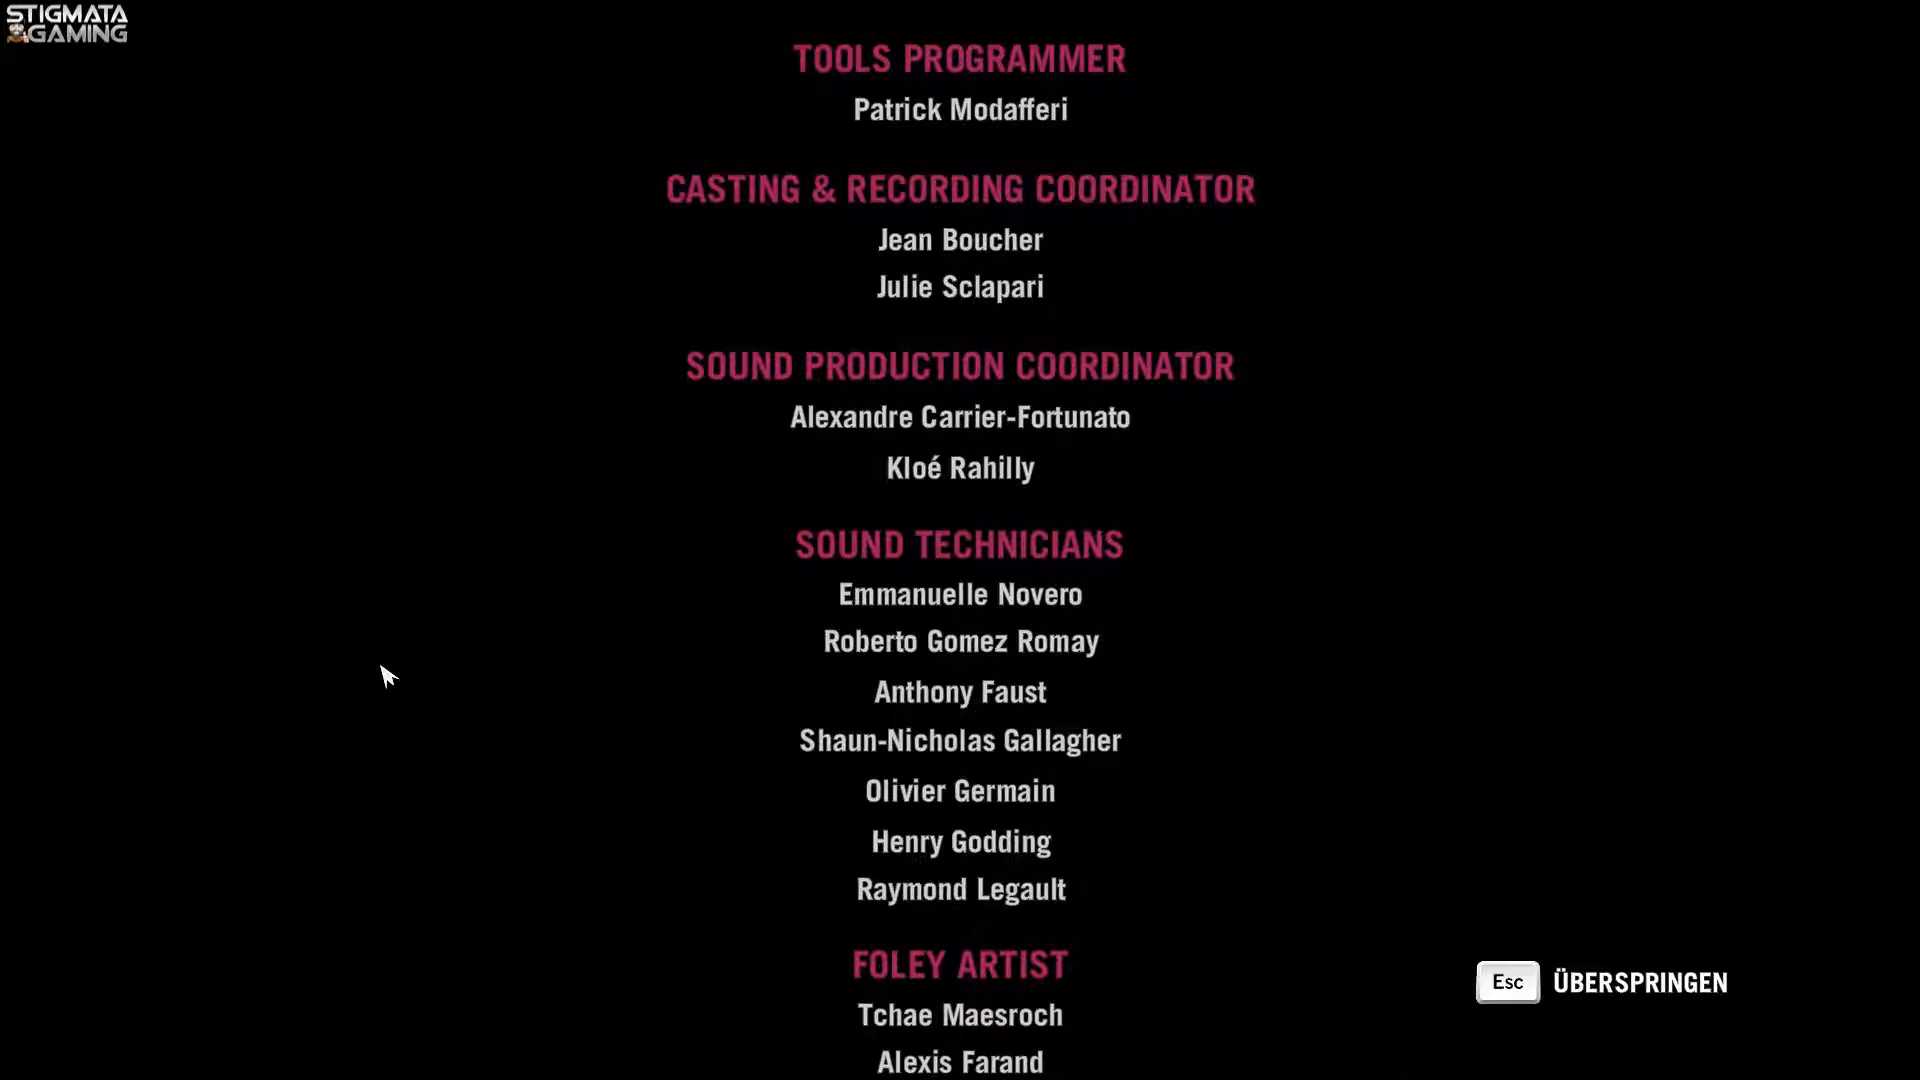 STIGMATA
GAMING
TOOLS PROGRAMMER
Patrick Modafferi
CASTING & RECORDING COORDINATOR
Jean Boucher
Julie Sclapari
SOUND PRODUCTION COORDINATOR
Alexandre Carrier-Fortunato
Kloé Rahilly
SOUND TECHNICIANS
Emmanuelle Novero
Roberto Gomez Romay
Anthony Faust
Shaun-Nicholas Gallagher
Olivier Germain
Henry Godding
Raymond Legault
FOLEY ARTIST
Tchae Maesroch
Alexis Farand
Esc ÜBERSPRINGEN